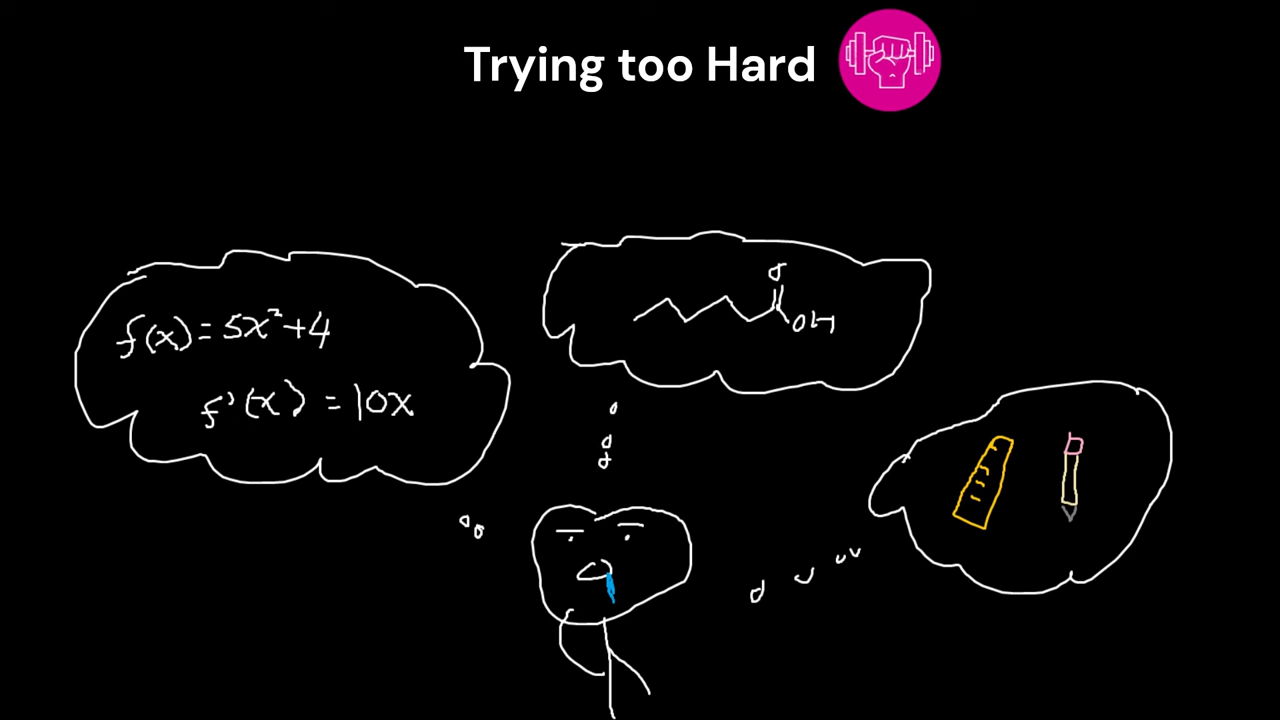 Trying too Hard
f(x) = 5x²+4
f'(x) = 10x
O
OH